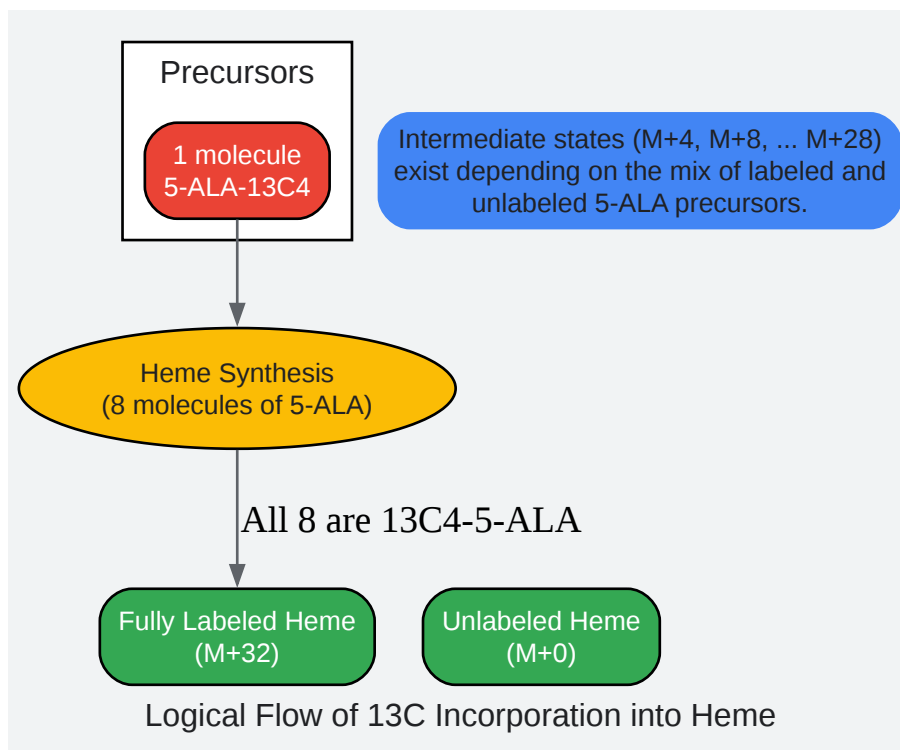 Precursors
1 molecule
5-ALA-13C4
Intermediate states (M+4, M+8, ... M+28)
exist depending on the mix of labeled and
unlabeled 5-ALA precursors.
Heme Synthesis
(8 molecules of 5-ALA)
All 8 are 13C4-5-ALA
Fully Labeled Heme
(M+32)
Unlabeled Heme
(M+0)
Logical Flow of 13C Incorporation into Heme